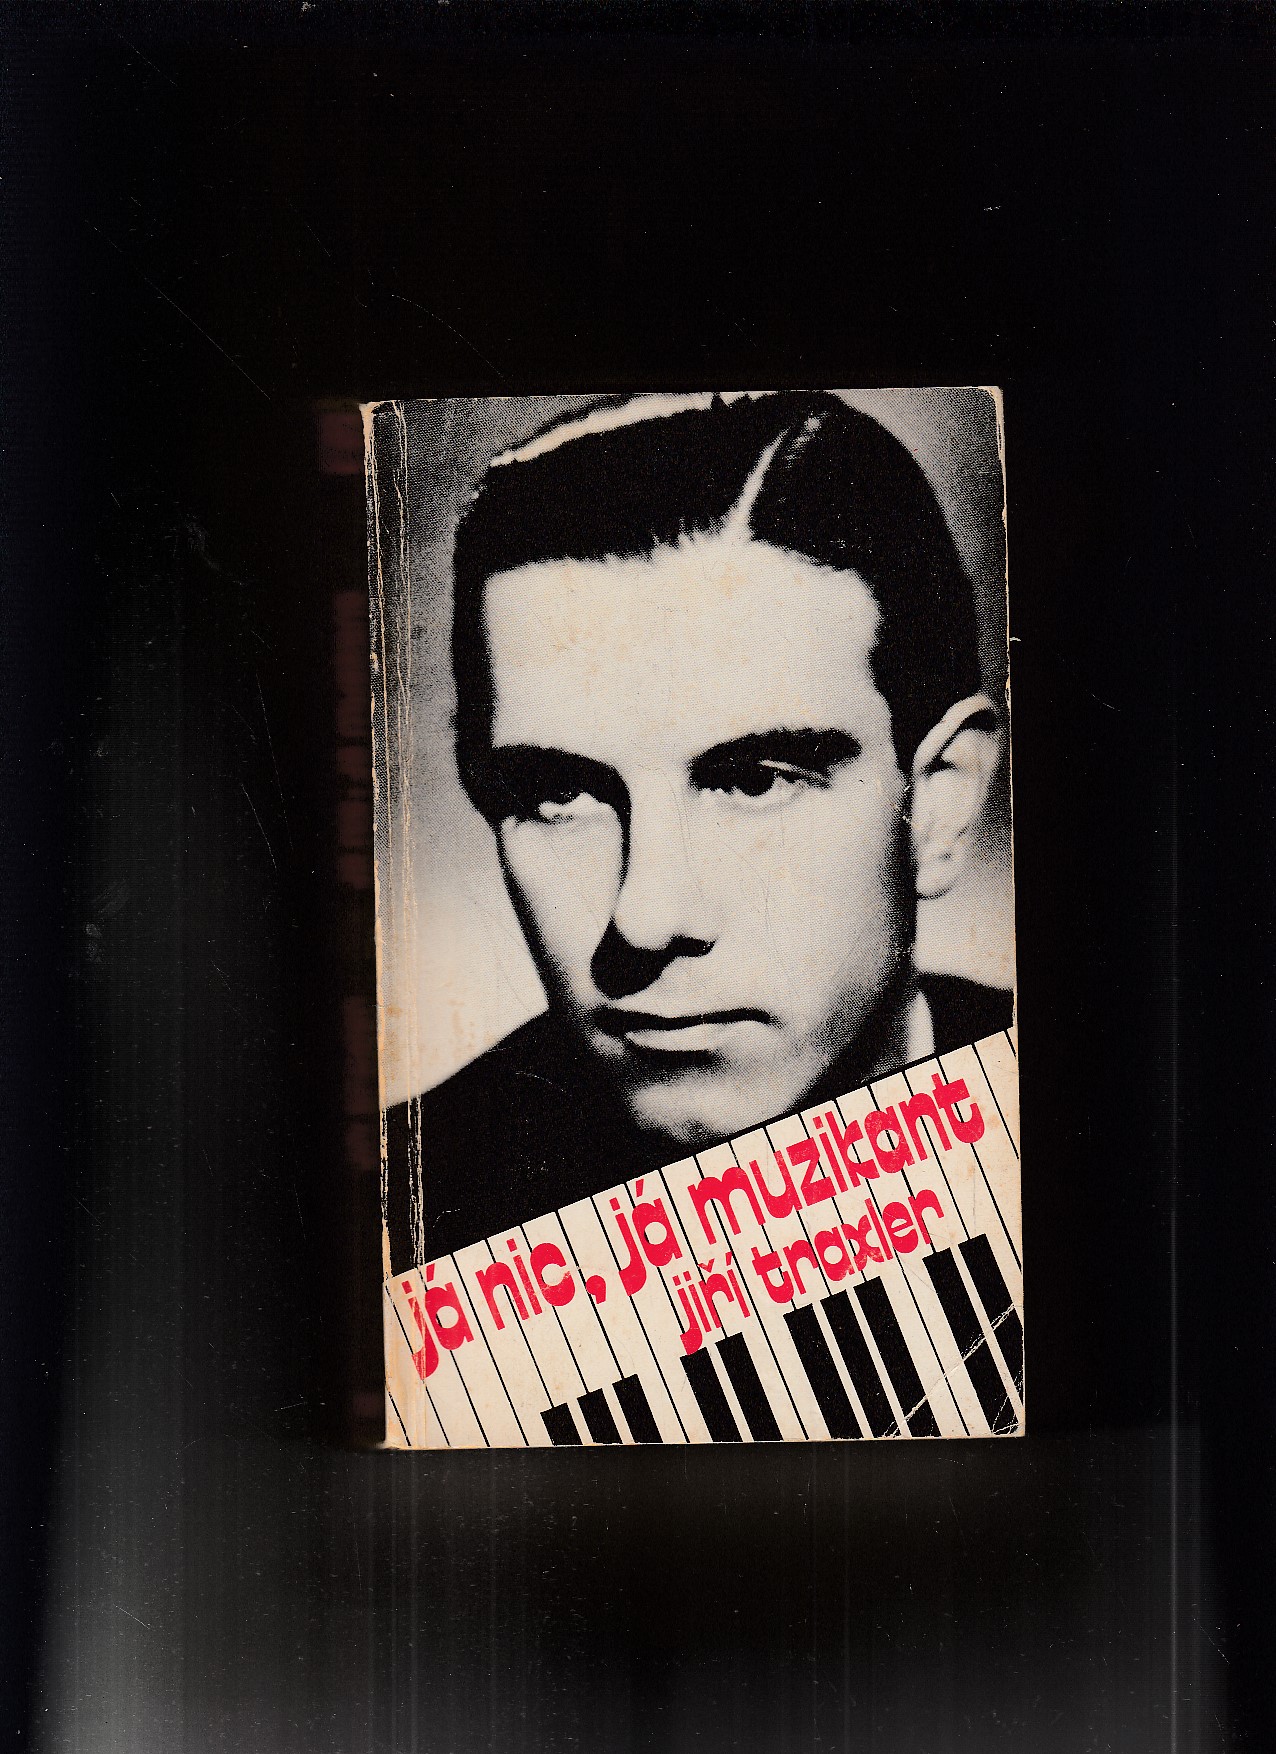 já nic, já muzikant
jiří traxler